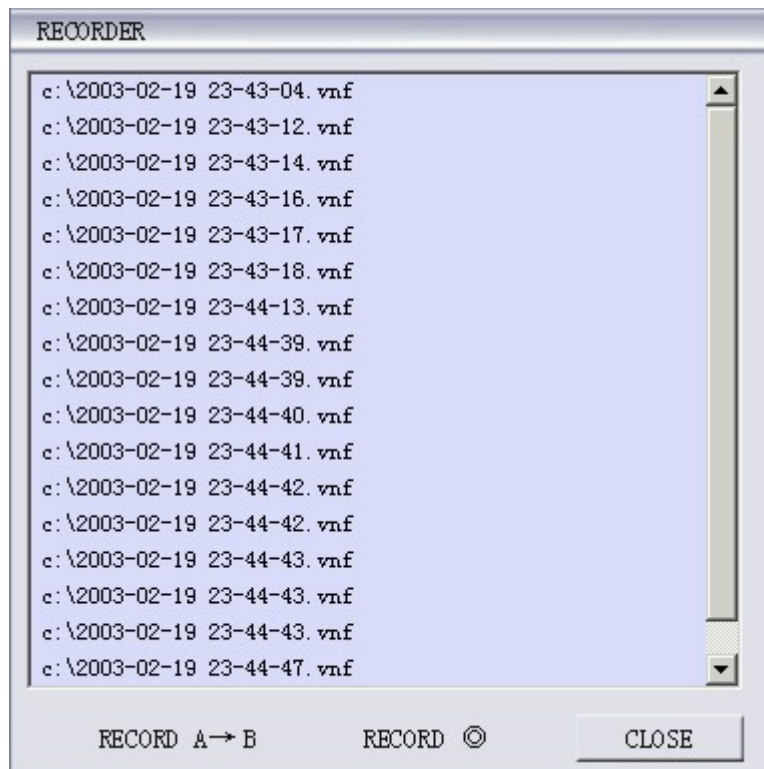 RECORDER
c:\2003-02-19 23-43-04.vnf
c:\2003-02-19 23-43-12.vnf
c:\2003-02-19 23-43-14.vnf
c:\2003-02-19 23-43-16.vnf
c:\2003-02-19 23-43-17.vnf
c:\2003-02-19 23-43-18.vnf
c:\2003-02-19 23-44-13.vnf
c:\2003-02-19 23-44-39.vnf
c:\2003-02-19 23-44-39.vnf
c:\2003-02-19 23-44-40.vnf
c:\2003-02-19 23-44-41.vnf
c:\2003-02-19 23-44-42.vnf
c:\2003-02-19 23-44-42.vnf
c:\2003-02-19 23-44-43.vnf
c:\2003-02-19 23-44-43.vnf
c:\2003-02-19 23-44-43.vnf
c:\2003-02-19 23-44-47.vnf
RECORD A→B RECORD ◎ CLOSE